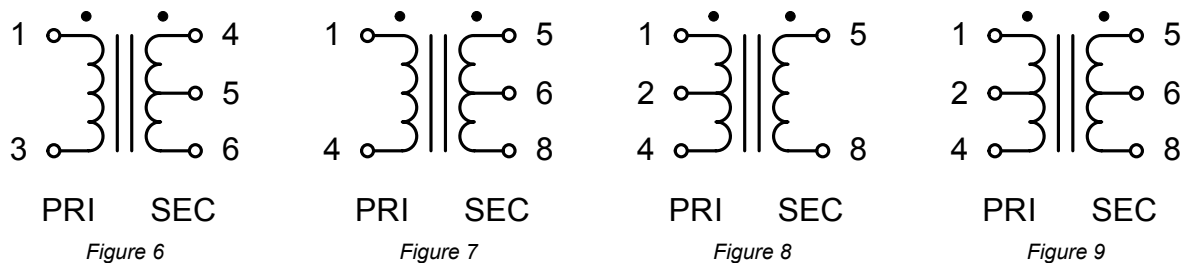 1 4 1 5 1 5 1 5
5 6 2 2 6
3 6 4 8 4 8 4 8
PRI SEC PRI SEC PRI SEC PRI SEC
Figure 6 Figure 7 Figure 8 Figure 9